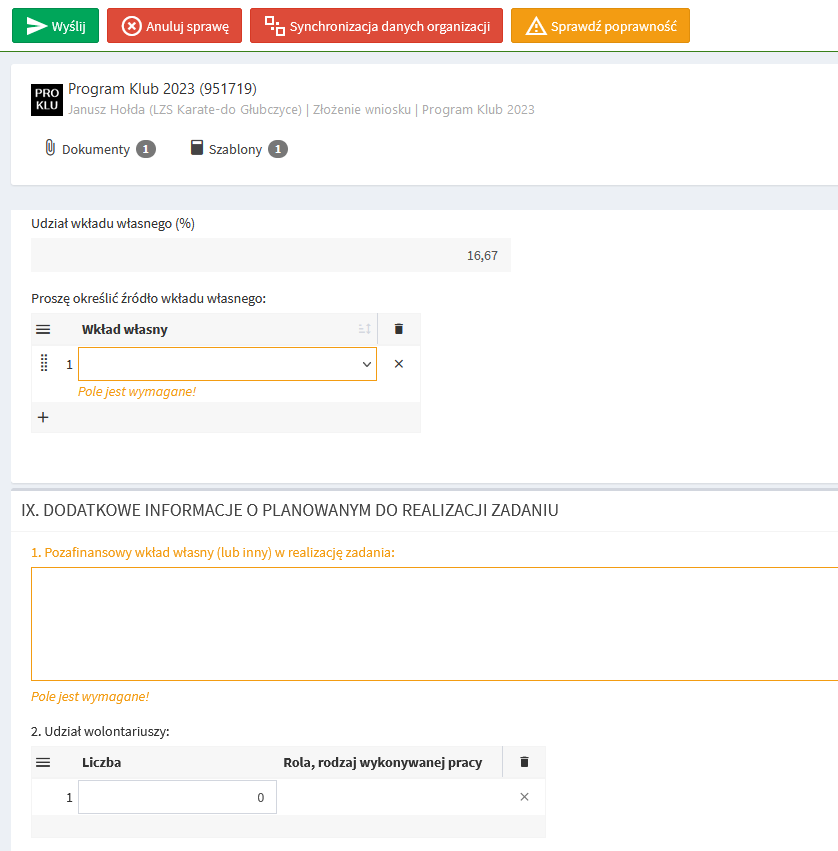 Wyślij Anuluj sprawę Synchronizacja danych organizacji Sprawdź poprawność
PRO
KLU
Program Klub 2023 (951719)
Janusz Hołda (LZS Karate-do Głubczyce) | Złożenie wniosku | Program Klub 2023
Dokumenty 1 Szablony 1
Udział wkładu własnego (%)
16,67
Proszę określić źródło wkładu własnego:
Wkład własny
1
Pole jest wymagane!
IX. DODATKOWE INFORMACJE O PLANOWANYM DO REALIZACJI ZADANIU
1. Pozafinansowy wkład własny (lub inny) w realizację zadania:
Pole jest wymagane!
2. Udział wolontariuszy:
Liczba Rola, rodzaj wykonywanej pracy
1 0